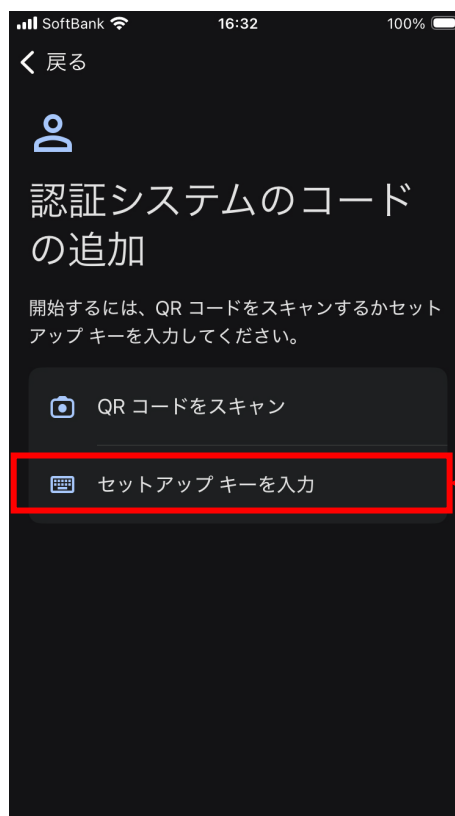 SoftBank 16:32 100%
戻る
認証システムのコード
の追加
開始するには、QR コードをスキャンするかセット
アップ キーを入力してください。
QR コードをスキャン
セットアップ キーを入力